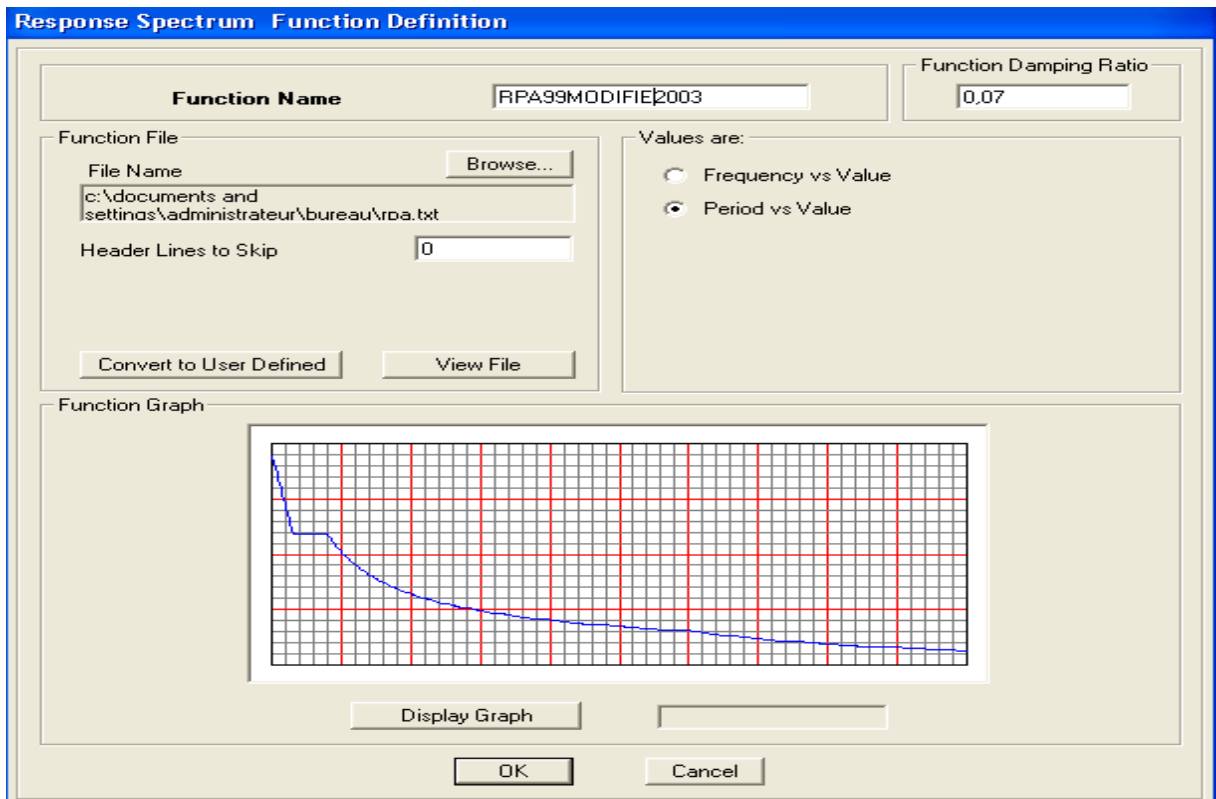 Response Spectrum Function Definition
Function Damping Ratio
Function Name
RPA99MODIFIE2003
0,07
Function File
Values are:
File Name
Browse...
c:\documents and
settings\administrateur\bureau\rpa.txt
Frequency vs Value
Period vs Value
Header Lines to Skip
0
Convert to User Defined
View File
Function Graph
Display Graph
OK
Cancel